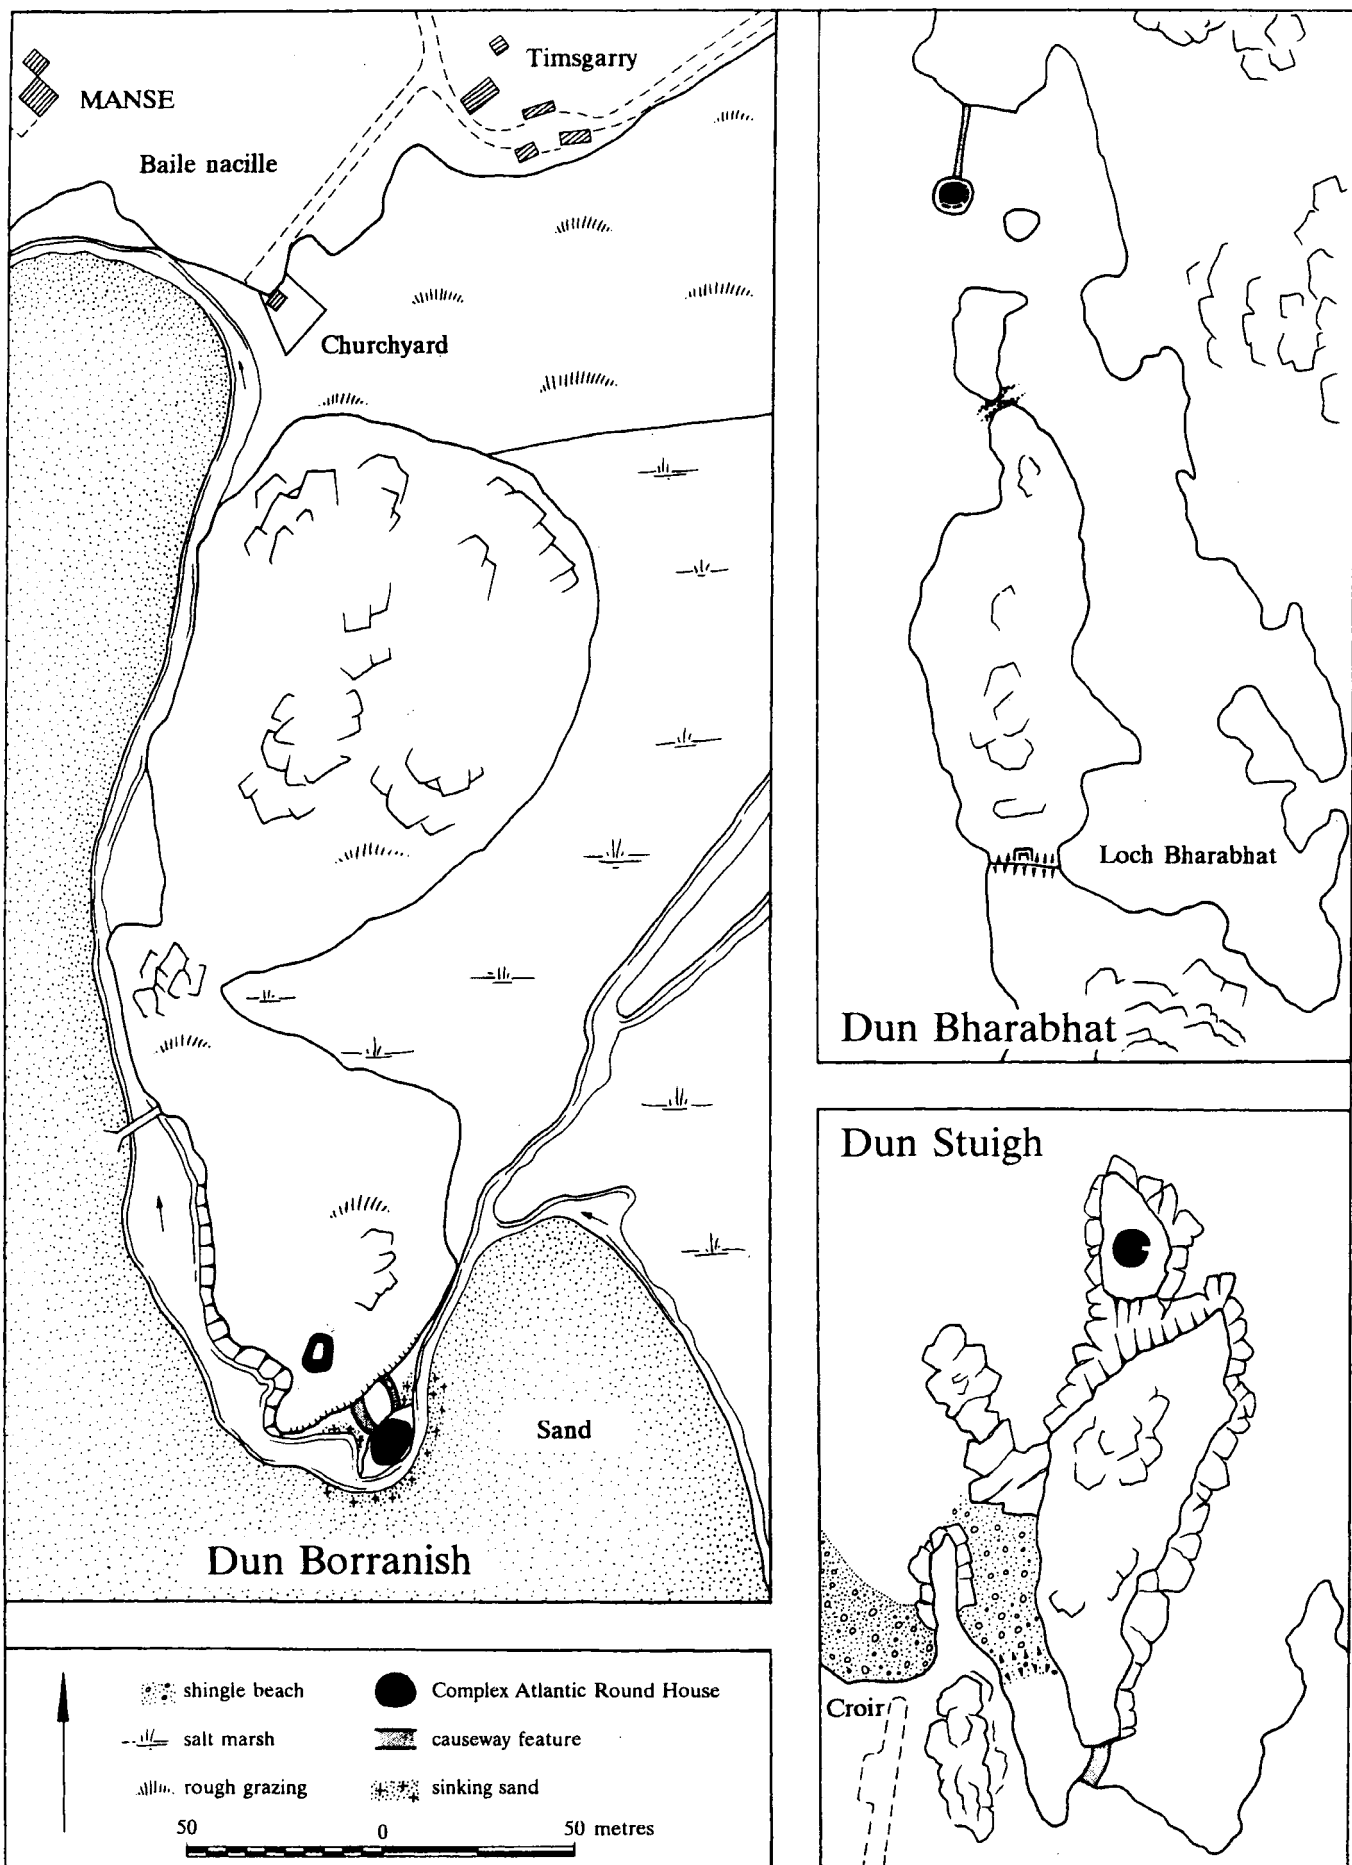 Timsgarry
MANSE
Baile nacille
Churchyard
Sand
Dun Borranish
Loch Bharabhat
Dun Bharabhat
Dun Stuigh
Croir
shingle beach
Complex Atlantic Round House
salt marsh
causeway feature
rough grazing
sinking sand
50 0 50 metres